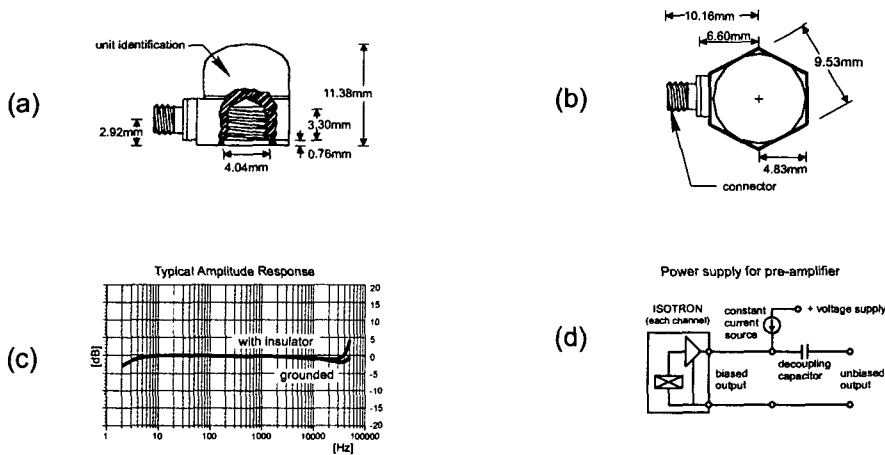 (a)
unit identification
11.38mm
2.92mm
3.30mm
0.76mm
4.04mm
(b)
10.16mm
6.60mm
9.53mm
4.83mm
connector
(c)
Typical Amplitude Response
20
15
10
5
0
-5
-10
-15
-20
[dB]
with insulator
grounded
1
10
100
1000
10000
100000
[Hz]
(d)
Power supply for pre-amplifier
ISOTRON
(each channel)
constant
current
source
+ voltage supply
biased
output
decoupling
capacitor
unbiased
output